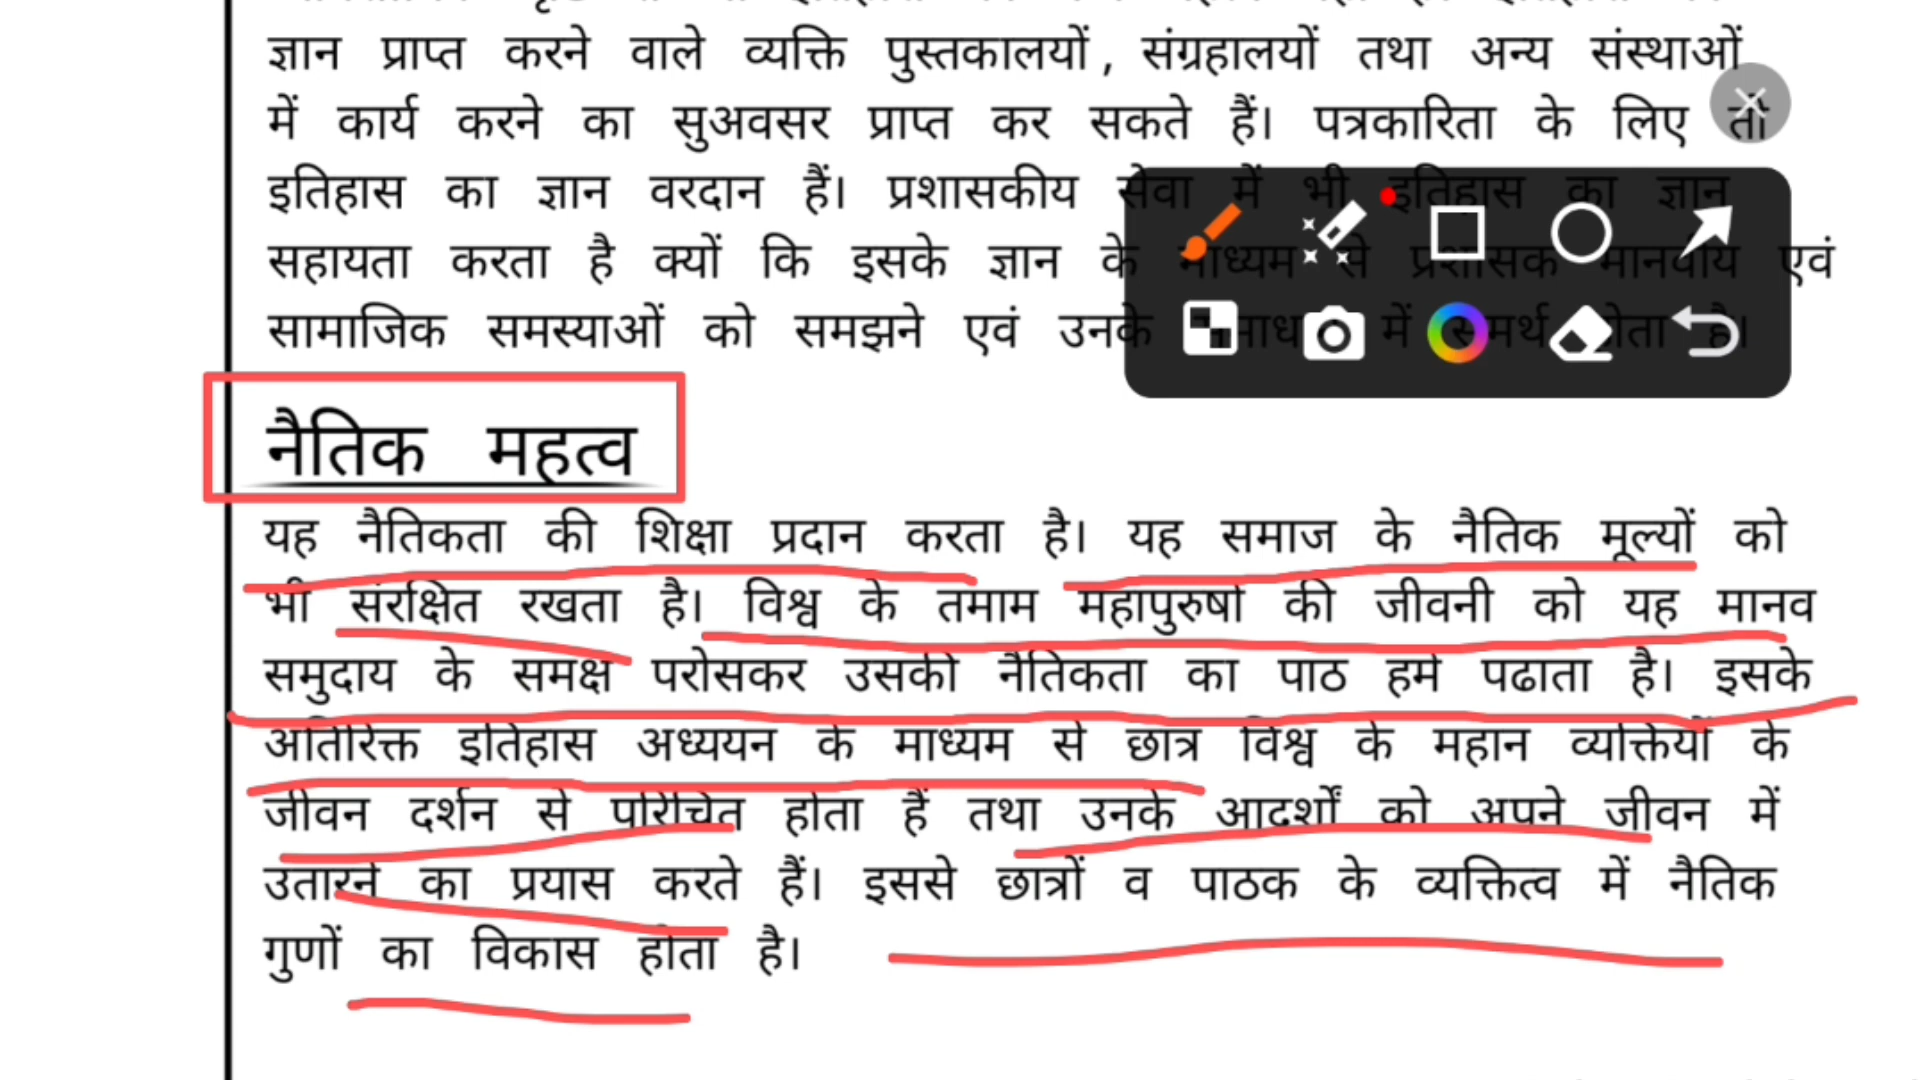 ज्ञान प्राप्त करने वाले व्यक्ति पुस्तकालयों, संग्रहालयों तथा अन्य संस्थाओं
में कार्य करने का सुअवसर प्राप्त कर सकते हैं। पत्रकारिता के लिए तो
इतिहास का ज्ञान वरदान हैं। प्रशासकीय सेवा में भी इतिहास का ज्ञान
सहायता करता है क्यों कि इसके ज्ञान के माध्यम से प्रशासक मानवीय एवं
सामाजिक समस्याओं को समझने एवं उनके में समर्थ होता है।
नैतिक महत्व
यह नैतिकता की शिक्षा प्रदान करता है। यह समाज के नैतिक मूल्यों को
भी संरक्षित रखता है। विश्व के तमाम महापुरुषों की जीवनी को यह मानव
समुदाय के समक्ष परोसकर उसकी नैतिकता का पाठ हमें पढाता है। इसके
अतिरिक्त इतिहास अध्ययन के माध्यम से छात्र विश्व के महान व्यक्तियों के
जीवन दर्शन से परिचित होता हैं तथा उनके आदर्शों को अपने जीवन में
उतारने का प्रयास करते हैं। इससे छात्रों व पाठक के व्यक्तित्व में नैतिक
गुणों का विकास होता है।